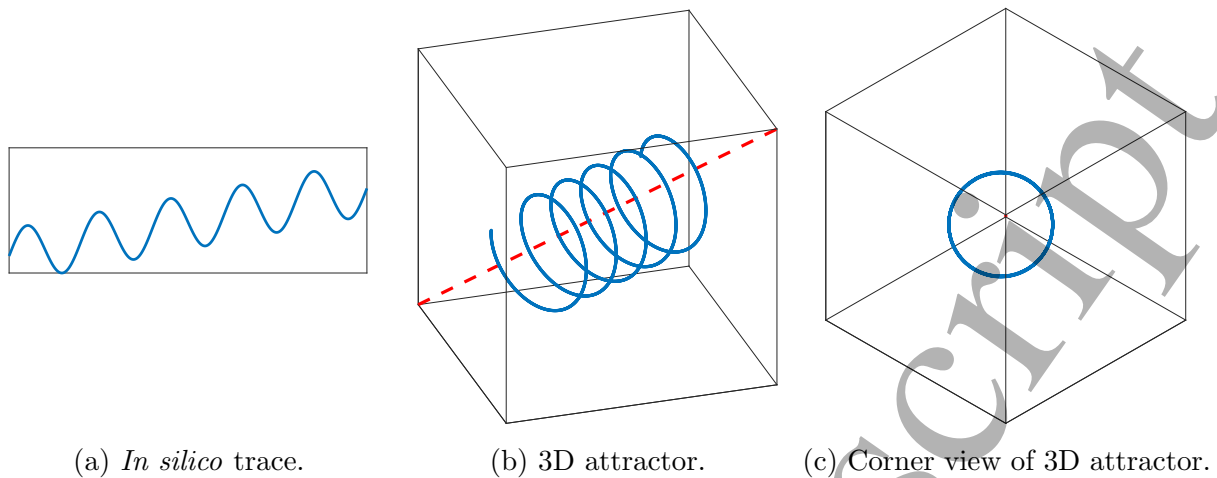 script
(a) In silico trace.
(b) 3D attractor.
(c) Corner view of 3D attractor.